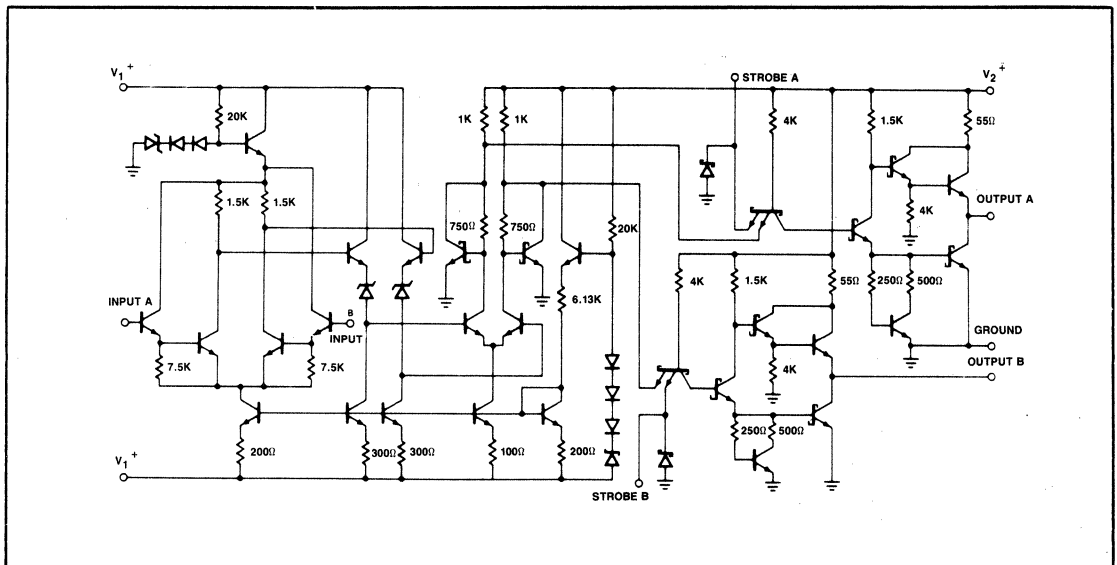 STROBE A
V1+
V2+
20K
1K
1K
4K
1.5K
55Ω
1.5K
1.5K
OUTPUT A
4K
750Ω
750Ω
20K
4K
1.5K
55Ω
250Ω
500Ω
6.13K
INPUT A
B
INPUT
GROUND
7.5K
7.5K
4K
OUTPUT B
250Ω
500Ω
200Ω
300Ω
300Ω
100Ω
200Ω
V1+
STROBE B